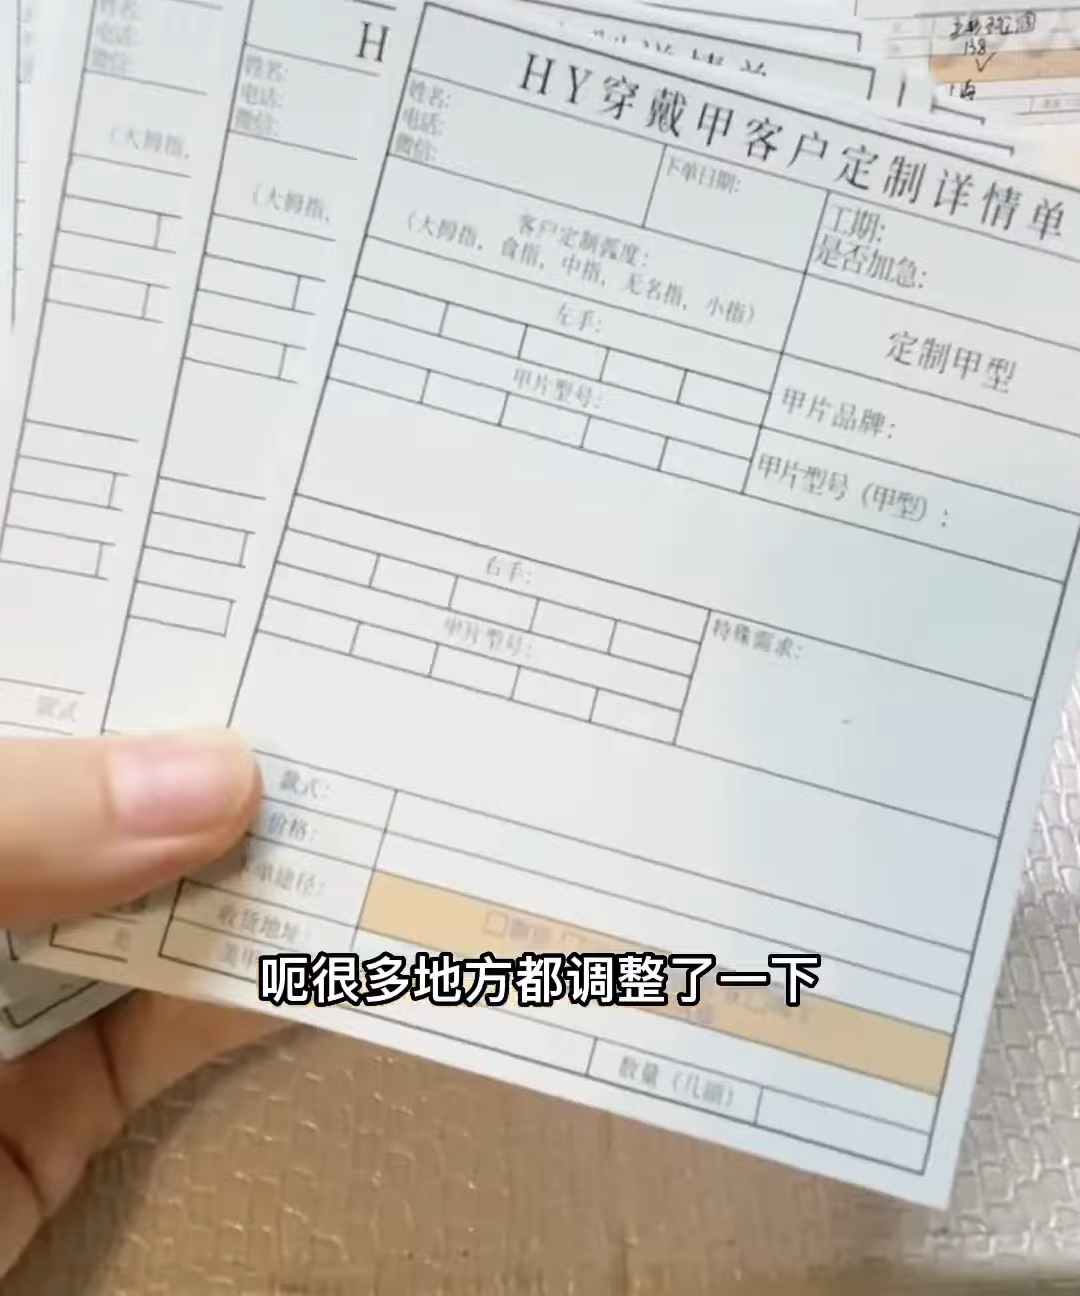 HY穿戴甲客户定制详情单
姓名:
电话:
微信:
下单日期:
工期:
是否加急:
客户定制弧度:
(大拇指,食指,中指,无名指,小指)
定制甲型
左手:
甲片品牌:
甲片型号:
甲片型号(甲型):
右手:
特殊需求:
甲片型号:
款式:
价格:
单途径:
收货地址:
数量(几副)
呃很多地方都调整了一下
H
姓名:
电话:
微信:
(大拇指,
姓名:
电话:
微信:
(大拇指,
款式
138